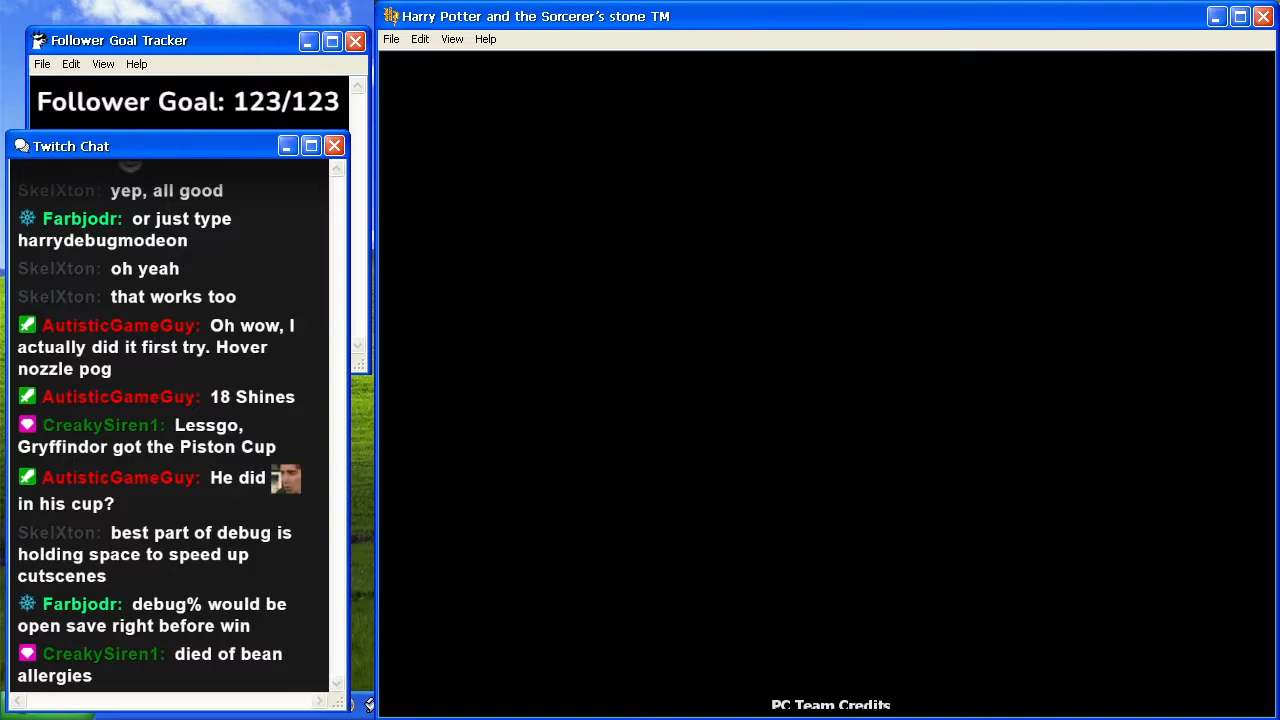 Follower Goal Tracker
File Edit View Help
Follower Goal: 123/123
Twitch Chat
SkelXton: yep, all good
Farbjodr: or just type
harrydebugmodeon
SkelXton: oh yeah
SkelXton: that works too
AutisticGameGuy: Oh wow, I
actually did it first try. Hover
nozzle pog
AutisticGameGuy: 18 Shines
CreakySiren1: Lessgo,
Gryffindor got the Piston Cup
AutisticGameGuy: He did
in his cup?
SkelXton: best part of debug is
holding space to speed up
cutscenes
Farbjodr: debug% would be
open save right before win
CreakySiren1: died of bean
allergies
Harry Potter and the Sorcerer's stone TM
File Edit View Help
PC Team Credits